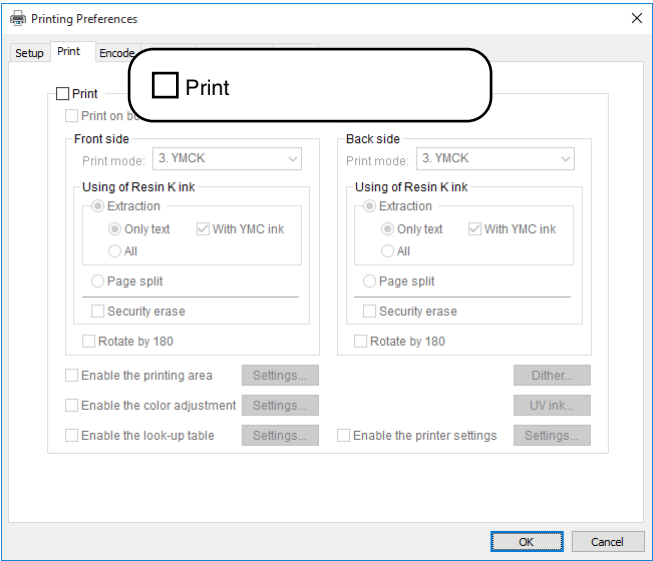 Printing Preferences
Setup Print Encode
Print
Print
Print on
Front side Back side
Print mode: 3. YMCK Print mode: 3. YMCK
Using of Resin K ink Using of Resin K ink
Extraction Extraction
Only text With YMC ink Only text With YMC ink
All All
Page split Page split
Security erase Security erase
Rotate by 180 Rotate by 180
Enable the printing area Settings... Dither...
Enable the color adjustment Settings... UV ink...
Enable the look-up table Settings... Enable the printer settings Settings...
OK Cancel